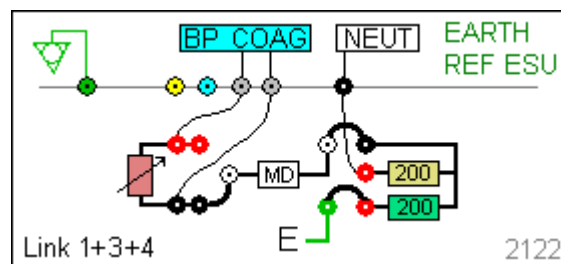 BP COAG NEUT EARTH
REF ESU
MD
200
200
E
Link 1+3+4 2122